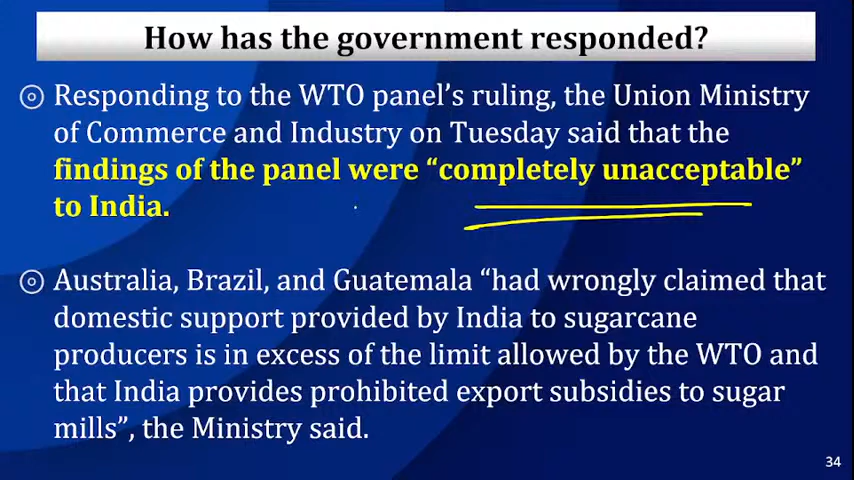 How has the government responded?
Responding to the WTO panel’s ruling, the Union Ministry
of Commerce and Industry on Tuesday said that the
findings of the panel were “completely unacceptable”
to India.
Australia, Brazil, and Guatemala “had wrongly claimed that
domestic support provided by India to sugarcane
producers is in excess of the limit allowed by the WTO and
that India provides prohibited export subsidies to sugar
mills”, the Ministry said.
34